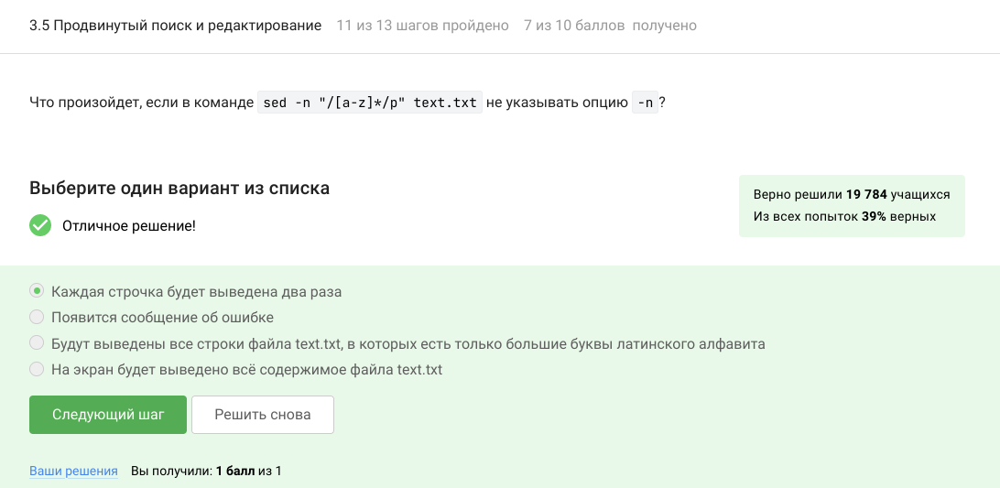 3.5 Продвинутый поиск и редактирование 11 из 13 шагов пройдено 7 из 10 баллов получено
Что произойдет, если в команде sed -n "/[a-z]*/p" text.txt не указывать опцию -n?
Выберите один вариант из списка
Отличное решение!
Верно решили 19 784 учащихся
Из всех попыток 39% верных
Каждая строчка будет выведена два раза
Появится сообщение об ошибке
Будут выведены все строки файла text.txt, в которых есть только большие буквы латинского алфавита
На экран будет выведено всё содержимое файла text.txt
Следующий шаг Решить снова
Ваши решения Вы получили: 1 балл из 1